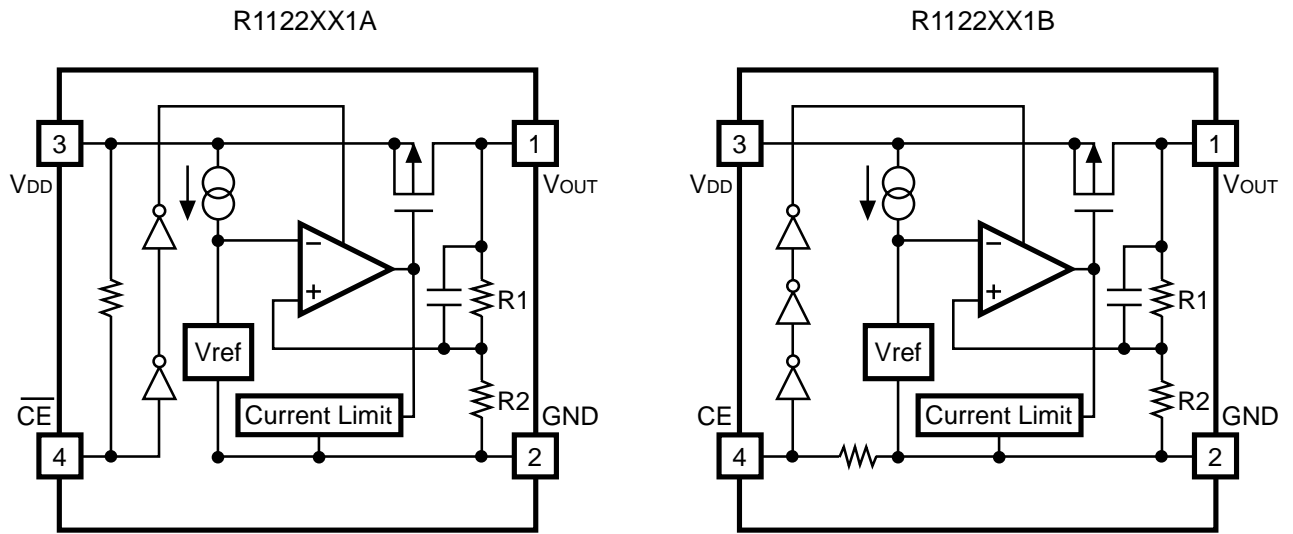 R1122XX1A
3
VDD
1
VOUT
−
+
R1
Vref
R2
Current Limit
C̅E̅
4
GND
2
R1122XX1B
3
VDD
1
VOUT
−
+
R1
Vref
R2
Current Limit
CE
4
GND
2